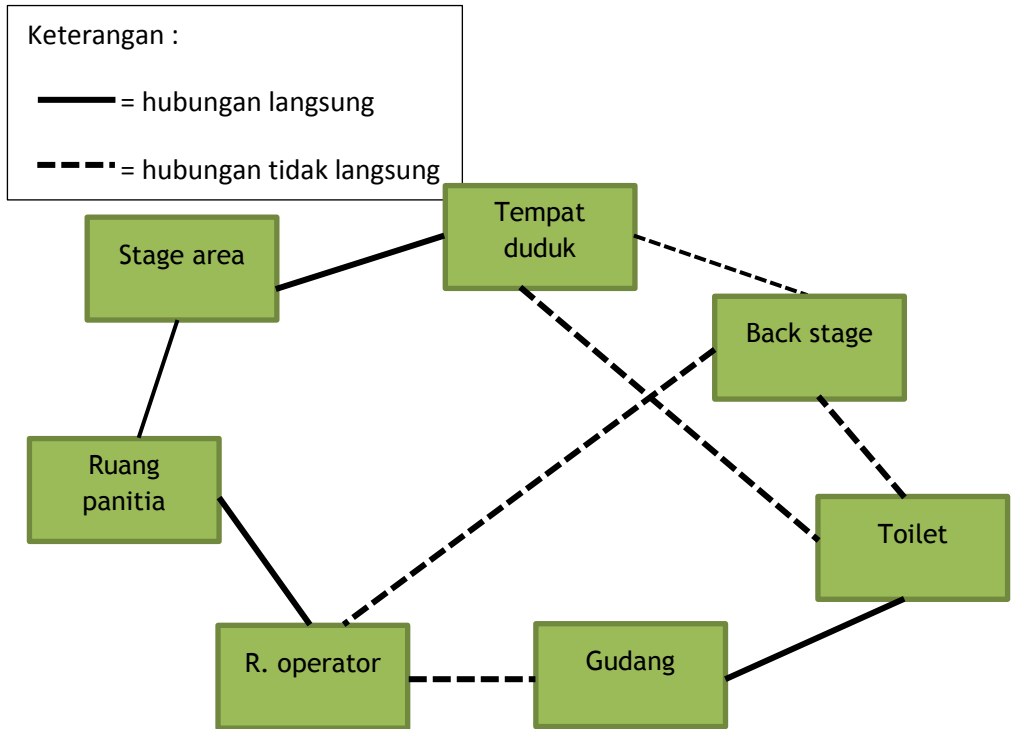 Keterangan :
= hubungan langsung
= hubungan tidak langsung
Tempat
duduk
Stage area
Back stage
Ruang
panitia
Toilet
R. operator
Gudang